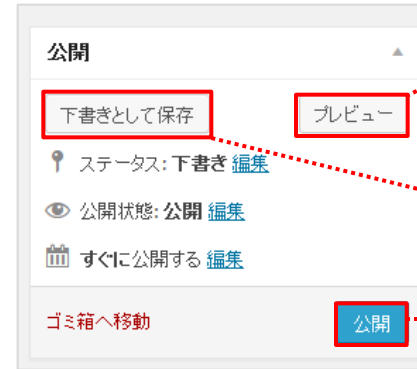 公開
下書きとして保存 プレビュー
ステータス: 下書き 編集
公開状態: 公開 編集
すぐに公開する 編集
ゴミ箱へ移動 公開